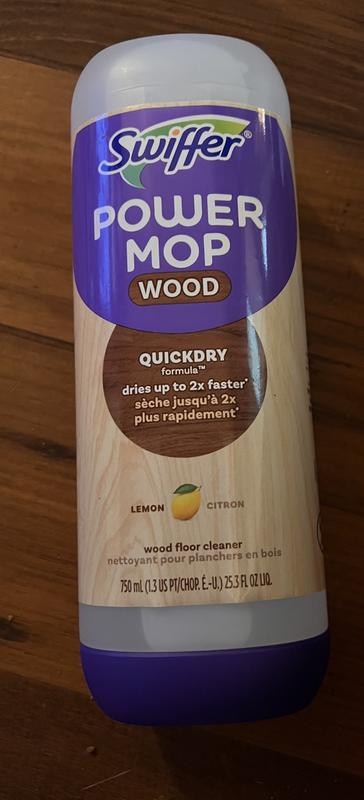 Swiffer®
POWER
MOP
WOOD
QUICKDRY
formula™
dries up to 2x faster*
sèche jusqu'à 2x
plus rapidement*
LEMON CITRON
wood floor cleaner
nettoyant pour planchers en bois
750 mL (1.3 US PT/CHOP. É.-U.) 25.3 FL OZ LIQ.